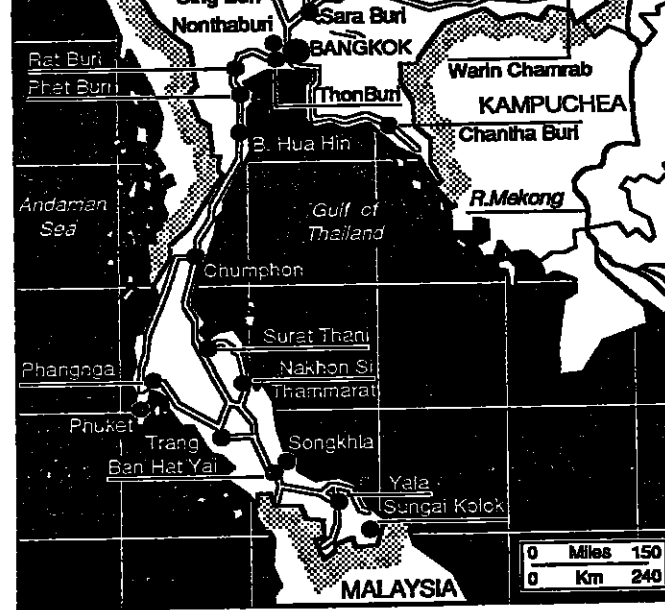 Nonthaburi
Sara Buri
BANGKOK
Rat Buri
Phet Buri
Warin Chamrab
ThonBuri
KAMPUCHEA
Chantha Buri
B. Hua Hin
Andaman
Sea
Gulf of
Thailand
R.Mekong
Chumphon
Surat Thani
Phangnga
Nakhon Si
Thammarat
Phuket
Trang
Songkhla
Ban Hat Yai
Yala
Sungai Kolok
0 Miles 150
0 Km 240
MALAYSIA